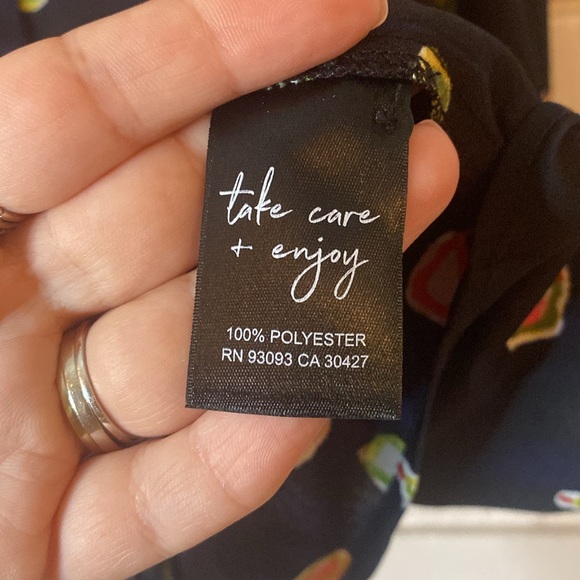 take care
+ enjoy
100% POLYESTER
RN 93093 CA 30427